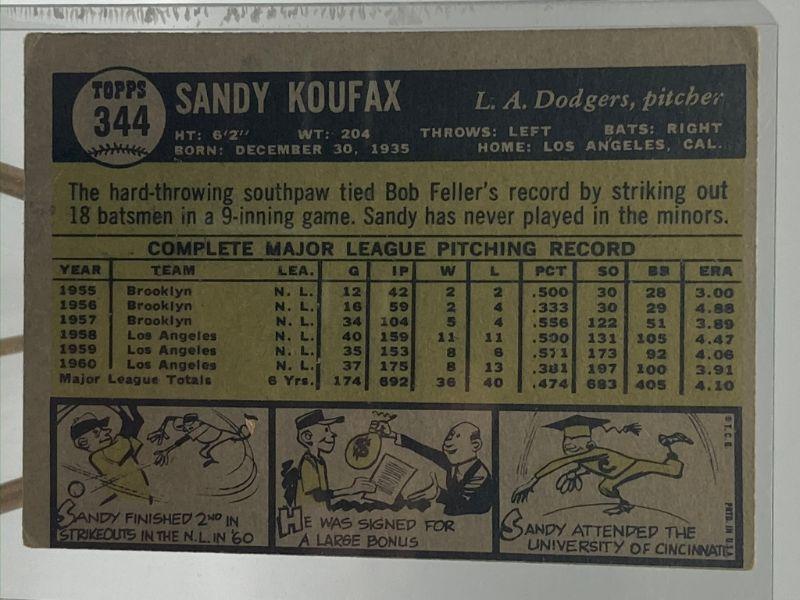 TOPPS
344
SANDY KOUFAX
L. A. Dodgers, pitcher
HT: 6'2" WT: 204 THROWS: LEFT BATS: RIGHT
BORN: DECEMBER 30, 1935 HOME: LOS ANGELES, CAL.
The hard-throwing southpaw tied Bob Feller's record by striking out
18 batsmen in a 9-inning game. Sandy has never played in the minors.
COMPLETE MAJOR LEAGUE PITCHING RECORD
YEAR TEAM LEA. G IP W L PCT SO BB ERA
1955 Brooklyn N. L. 12 42 2 2 .500 30 28 3.00
1956 Brooklyn N. L. 16 59 2 4 .333 30 29 4.88
1957 Brooklyn N. L. 34 104 5 4 .556 122 51 3.89
1958 Los Angeles N. L. 40 159 11 11 .500 131 105 4.47
1959 Los Angeles N. L. 35 153 8 6 .571 173 92 4.06
1960 Los Angeles N. L. 37 175 8 13 .381 197 100 3.91
Major League Totals 6 Yrs. 174 692 36 40 .474 683 405 4.10
SANDY FINISHED 2ND IN
STRIKEOUTS IN THE N.L. IN '60
HE WAS SIGNED FOR
A LARGE BONUS
SANDY ATTENDED THE
UNIVERSITY OF CINCINNATI
© T. C. G.
PRTD. IN U.S.A.